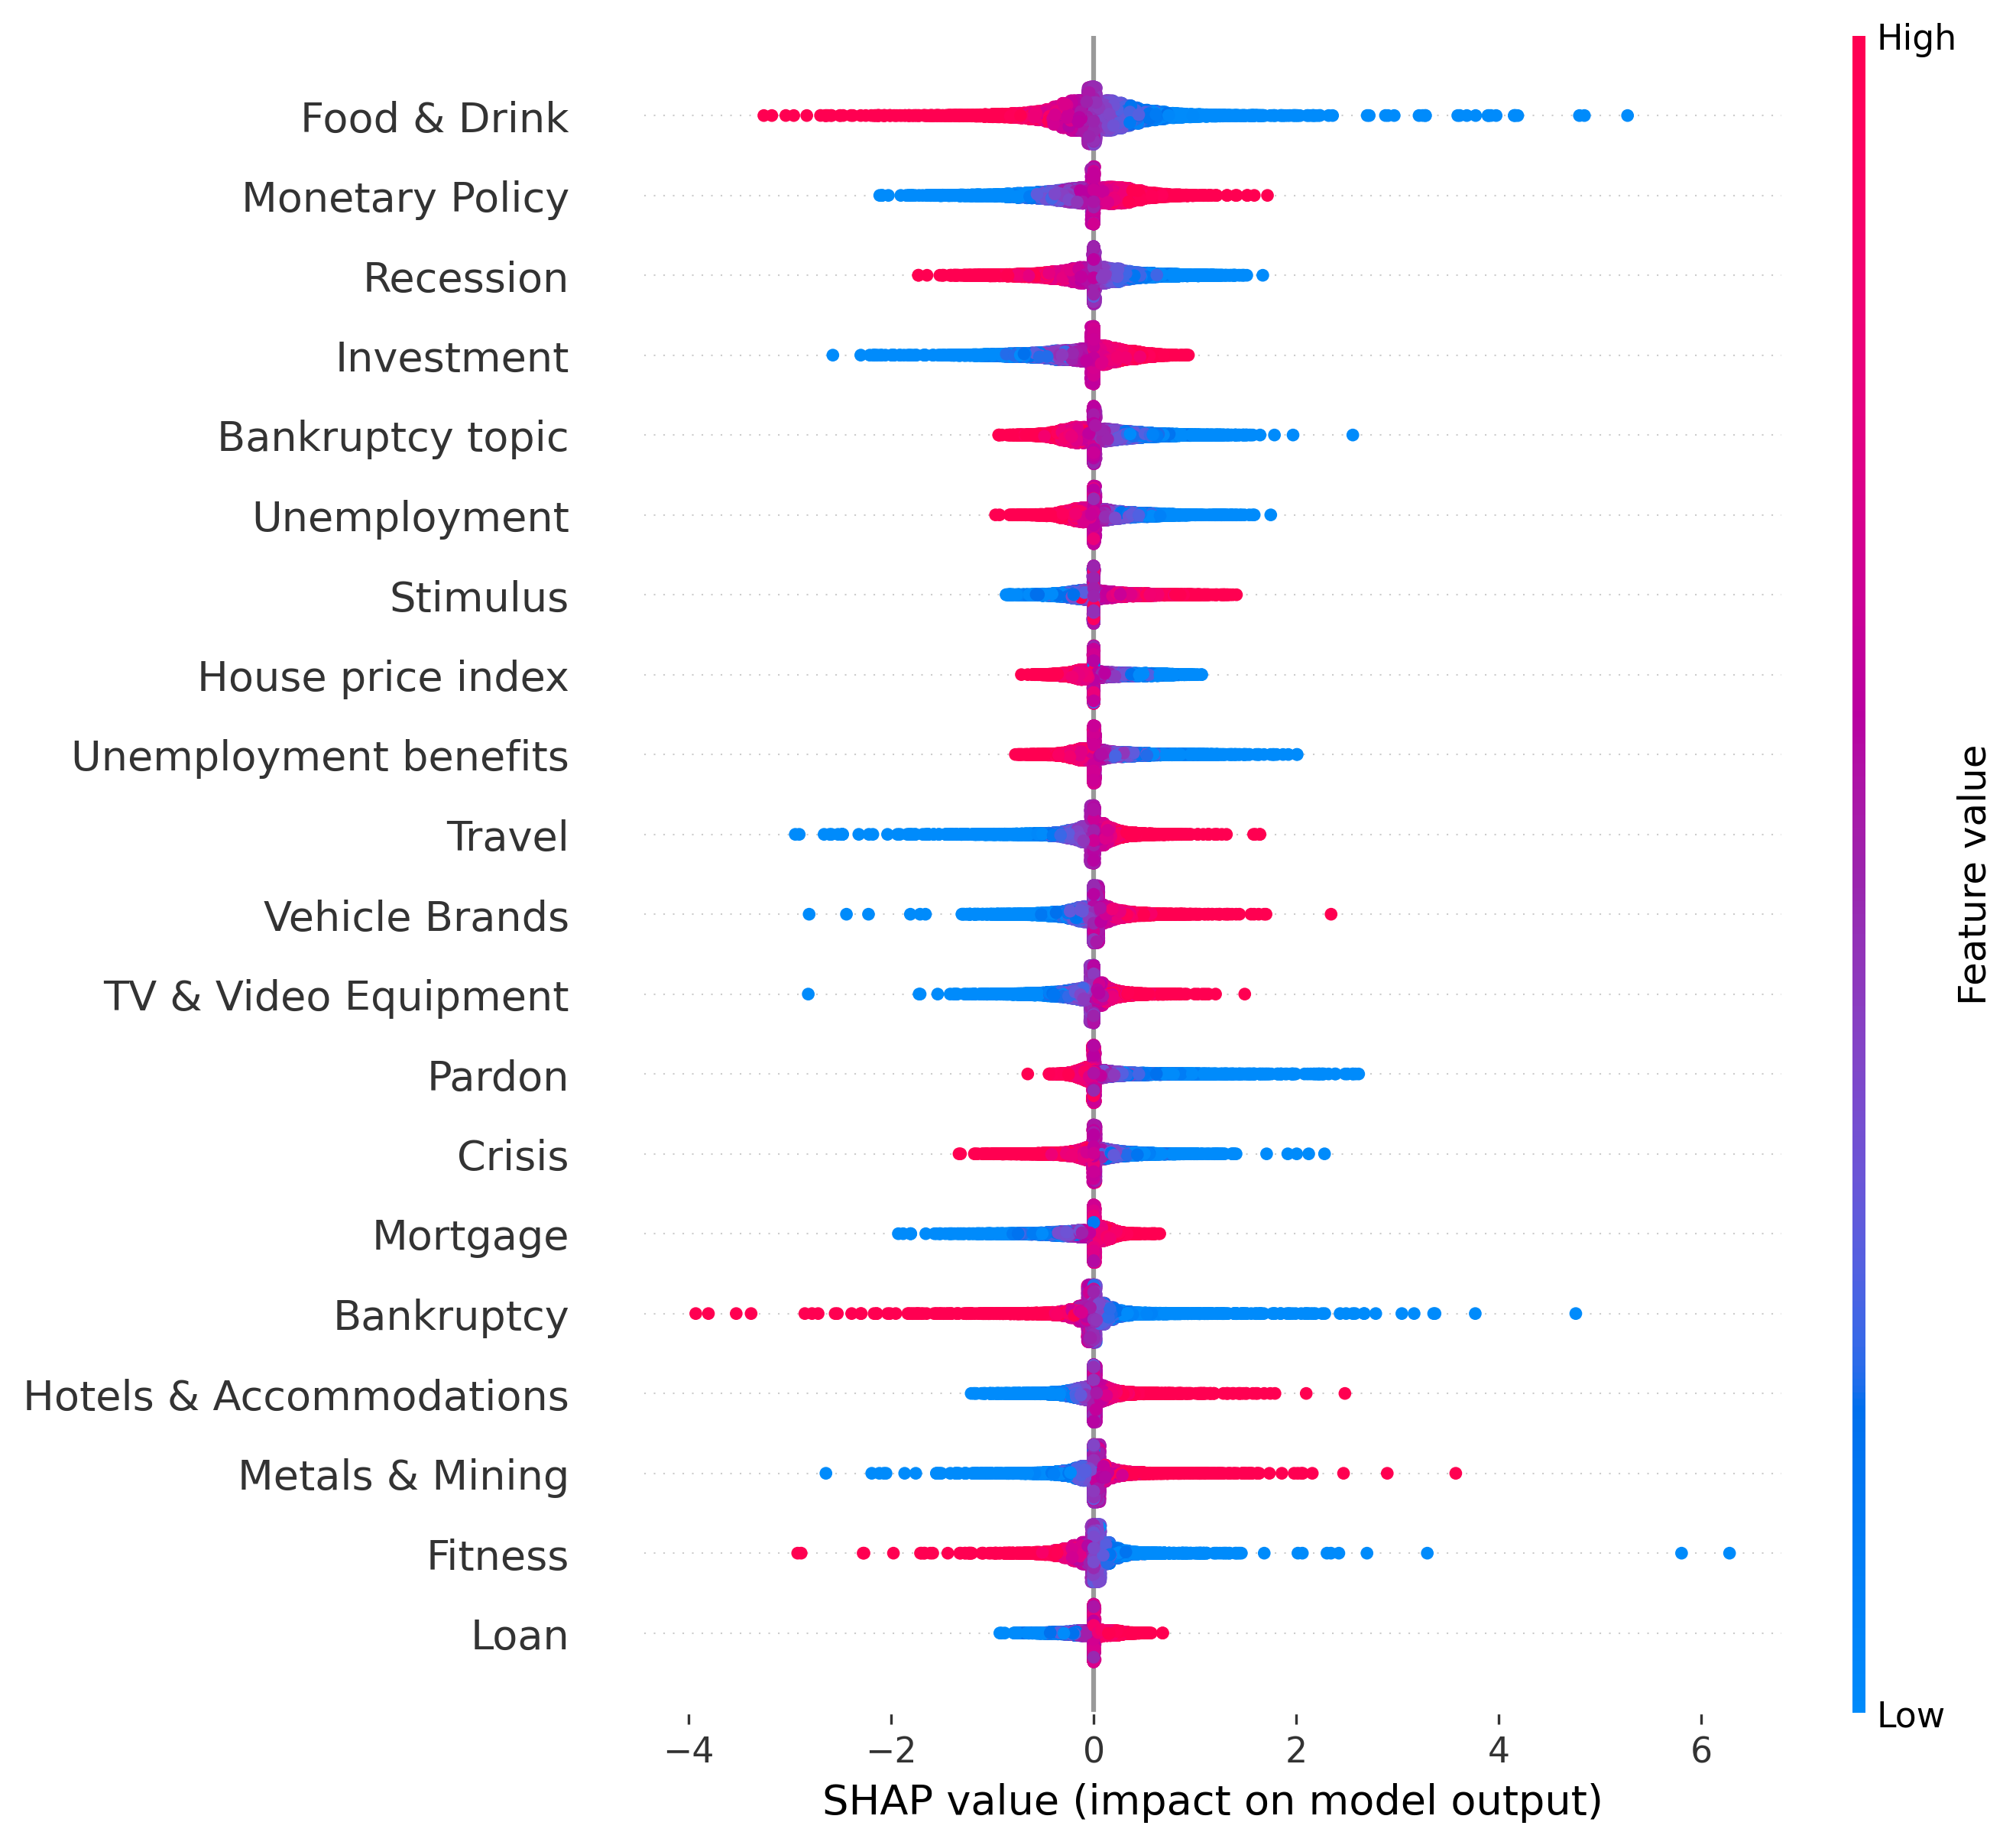 High
Food & Drink
Monetary Policy
Recession
Investment
Bankruptcy topic
Unemployment
Stimulus
House price index
Unemployment benefits
Travel
Vehicle Brands
TV & Video Equipment
Pardon
Crisis
Mortgage
Bankruptcy
Hotels & Accommodations
Metals & Mining
Fitness
Loan
Feature value
Low
−4 −2 0 2 4 6
SHAP value (impact on model output)